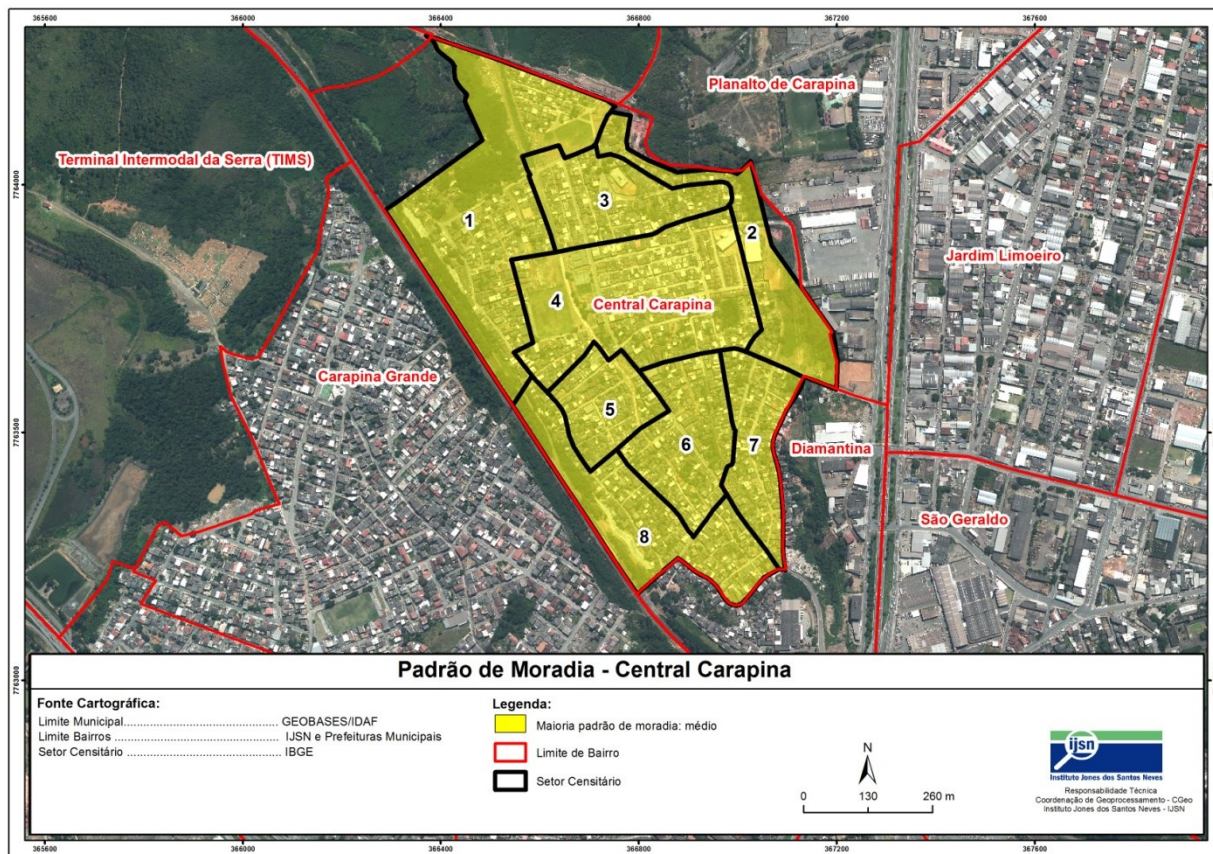 365600 366000 366400 366800 367200 367600
7764000
7763500
7763000
Planalto de Carapina
Terminal Intermodal da Serra (TIMS)
3
1
2
Jardim Limoeiro
4
Central Carapina
Carapina Grande
5
6
7
Diamantina
São Geraldo
8
Padrão de Moradia - Central Carapina
Fonte Cartográfica:
Limite Municipal............................................ GEOBASES/IDAF
Limite Bairros ............................................ IJSN e Prefeituras Municipais
Setor Censitário ............................................ IBGE
Legenda:
Maioria padrão de moradia: médio
Limite de Bairro
Setor Censitário
N
0 130 260 m
ijsn
Instituto Jones dos Santos Neves
Responsabilidade Técnica
Coordenação de Geoprocessamento - CGeo
Instituto Jones dos Santos Neves - IJSN
7764000
7763500
7763000
365600 366000 366400 366800 367200 367600